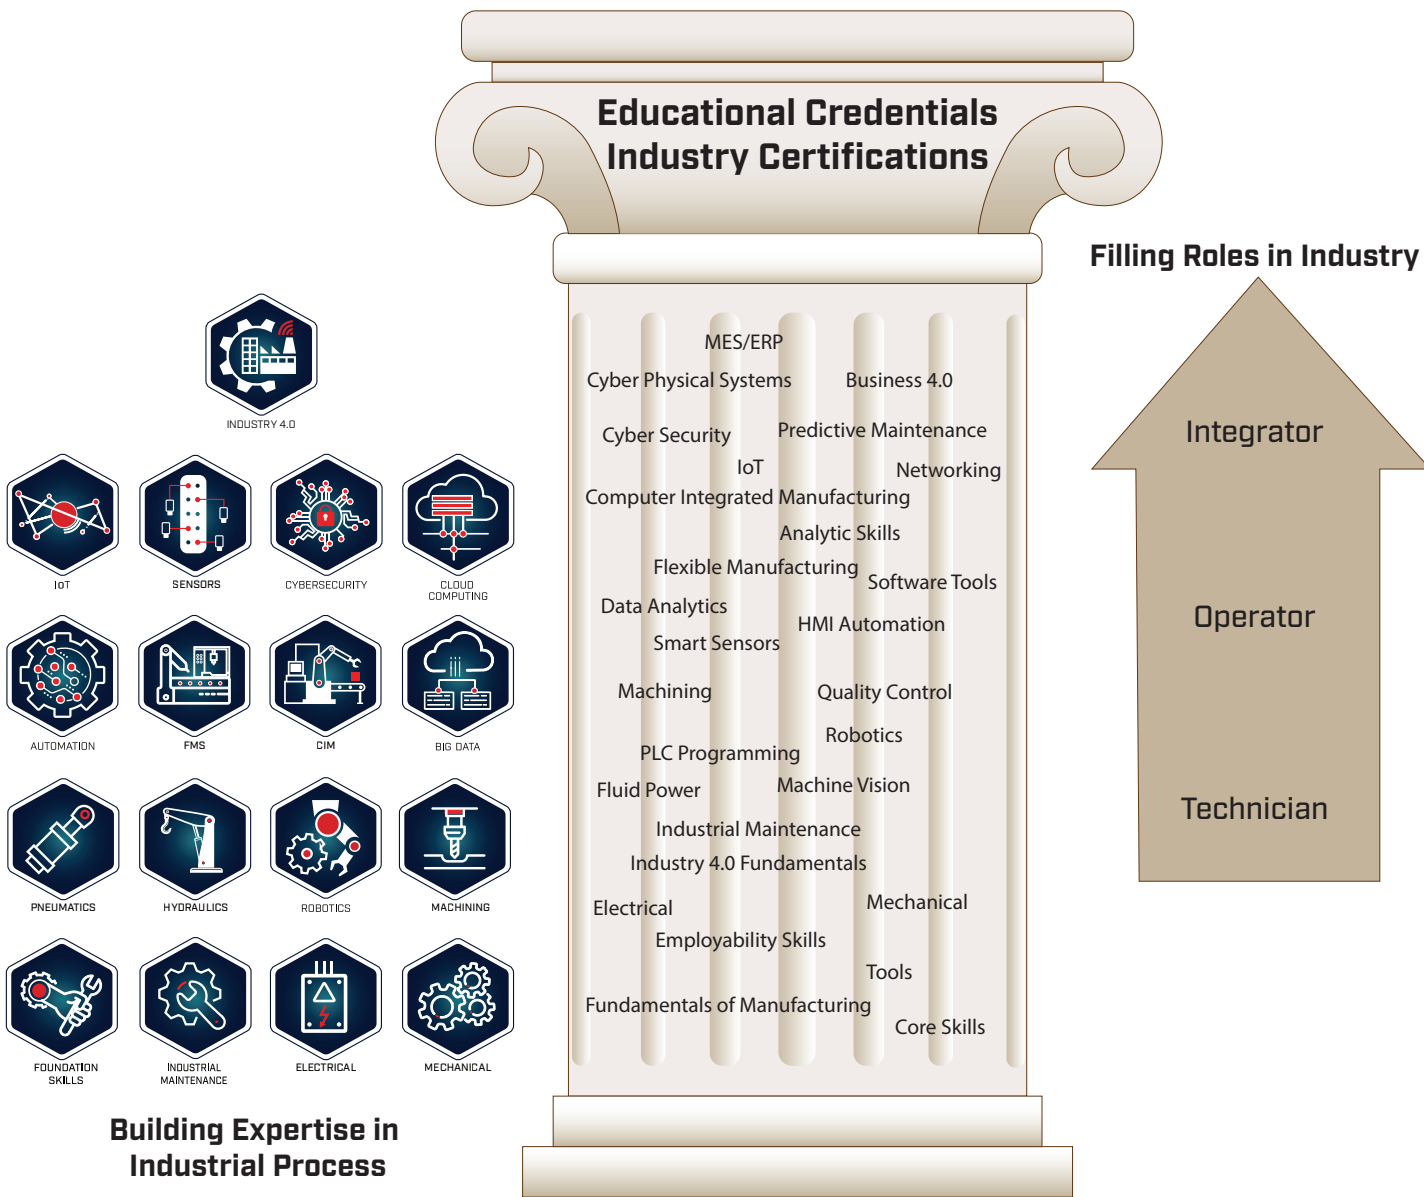 Educational Credentials
Industry Certifications
Filling Roles in Industry
Integrator
Operator
Technician
INDUSTRY 4.0
IoT
SENSORS
CYBERSECURITY
CLOUD
COMPUTING
AUTOMATION
FMS
CIM
BIG DATA
PNEUMATICS
HYDRAULICS
ROBOTICS
MACHINING
FOUNDATION
SKILLS
INDUSTRIAL
MAINTENANCE
ELECTRICAL
MECHANICAL
Building Expertise in
Industrial Process
MES/ERP
Cyber Physical Systems
Business 4.0
Cyber Security
Predictive Maintenance
IoT
Networking
Computer Integrated Manufacturing
Analytic Skills
Flexible Manufacturing
Software Tools
Data Analytics
HMI Automation
Smart Sensors
Machining
Quality Control
Robotics
PLC Programming
Fluid Power
Machine Vision
Industrial Maintenance
Industry 4.0 Fundamentals
Electrical
Mechanical
Employability Skills
Tools
Fundamentals of Manufacturing
Core Skills